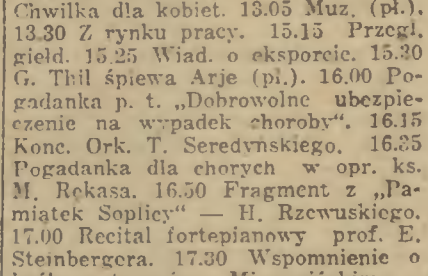 Chwilka dla kobiet. 13.05 Muz. (pł.).
13.30 Z rynku pracy. 15.15 Przegl.
giełd. 15.25 Wiad. o eksporcie. 15.30
G. Thil śpiewa Arje (pł.). 16.00 Po-
gadanka p. t. „Dobrowolne ubezpie-
czenie na wypadek choroby“. 16.15
Konc. Ork. T. Seredyńskiego. 16.35
Pogadanka dla chorych w opr. ks.
M. Rękasa. 16.50 Fragment z „Pa-
miątek Soplicy“ — H. Rzewuskiego.
17.00 Recital fortepianowy prof. E.
Steinbergera. 17.30 Wspomnienie o